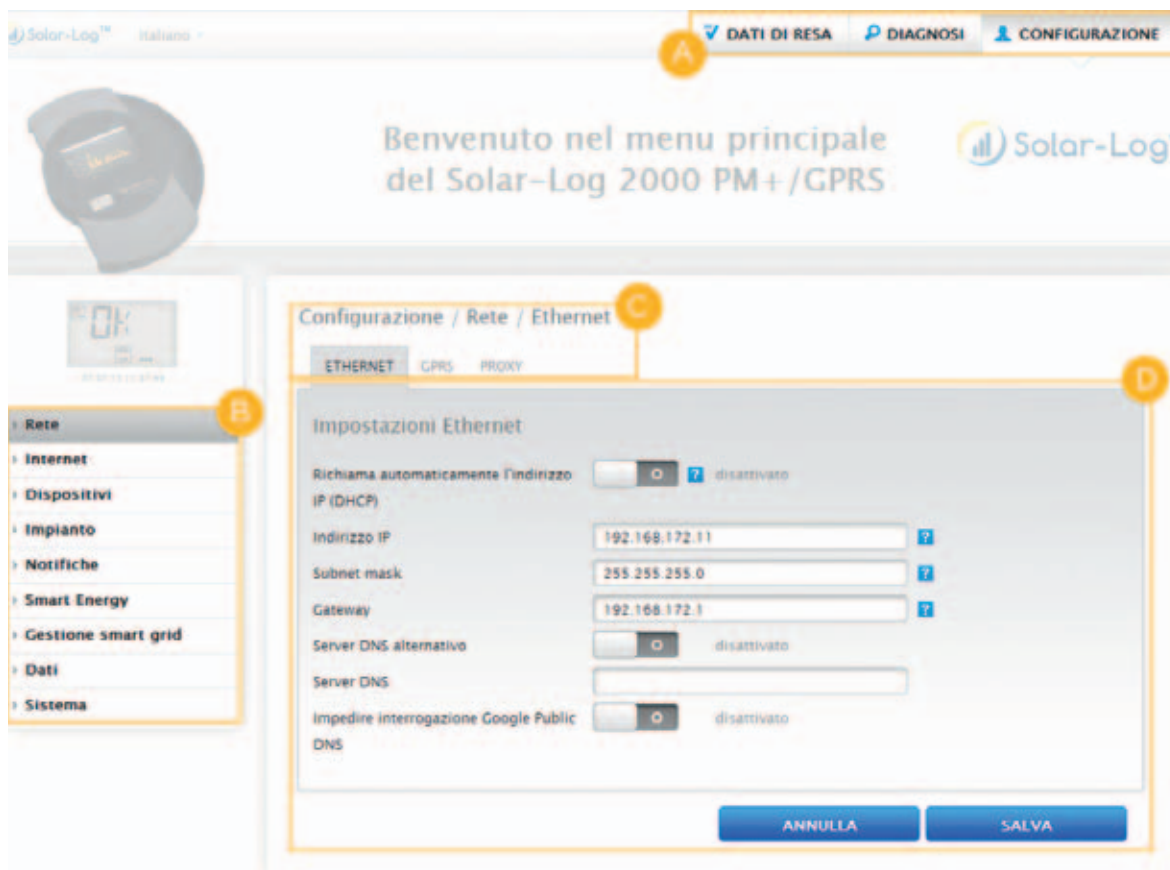 Solar-Log™ Italiano
A DATI DI RESA DIAGNOSI CONFIGURAZIONE
Benvenuto nel menu principale
del Solar-Log 2000 PM+/GPRS
Solar-Log
OK
Configurazione / Rete / Ethernet C
ETHERNET GPRS PROXY
D
B
Rete
Internet
Dispositivi
Impianto
Notifiche
Smart Energy
Gestione smart grid
Dati
Sistema
Impostazioni Ethernet
Richiama automaticamente l'indirizzo
IP (DHCP)
? disattivato
Indirizzo IP 192.168.172.11 ?
Subnet mask 255.255.255.0 ?
Gateway 192.168.172.1 ?
Server DNS alternativo disattivato
Server DNS
Impedire interrogazione Google Public
DNS
disattivato
ANNULLA SALVA